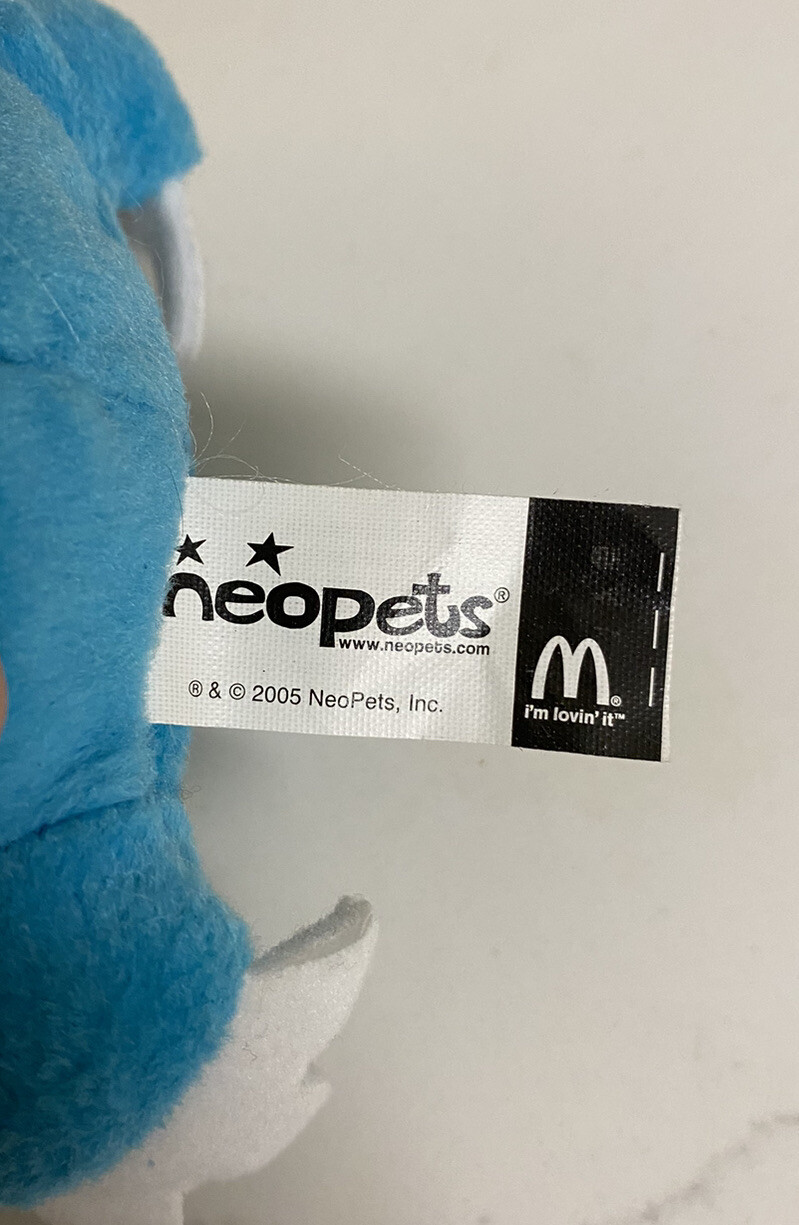 neopets®
www.neopets.com
® & © 2005 NeoPets, Inc.
M®
i'm lovin' it™